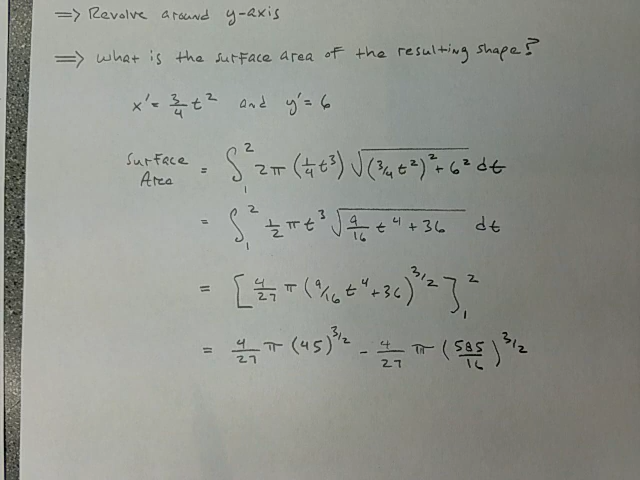 ⇒ Revolve around y-axis
⇒ What is the surface area of the resulting shape?
x' = 3/4 t² and y' = 6
Surface Area = ∫₁² 2π (1/4 t³) √((3/4 t²)² + 6²) dt
= ∫₁² 1/2 π t³ √(9/16 t⁴ + 36) dt
= [4/27 π (9/16 t⁴ + 36)^(3/2)]₁²
= 4/27 π (45)^(3/2) - 4/27 π (585/16)^(3/2)